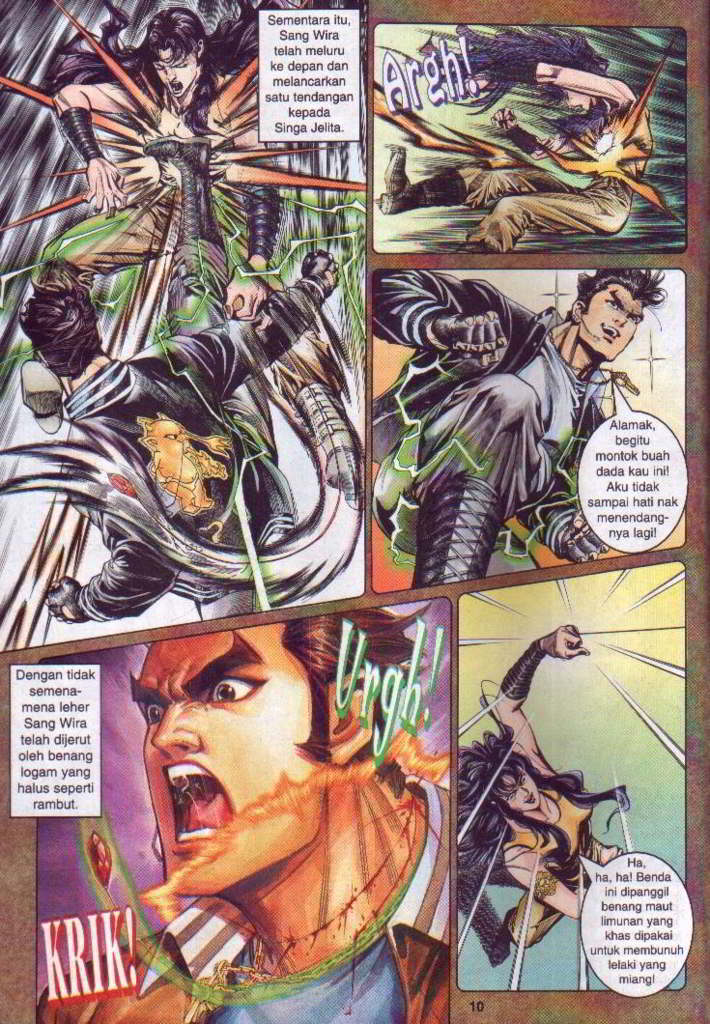 Sementara itu,
Sang Wira
telah meluru
ke depan dan
melancarkan
satu tendangan
kepada
Singa Jelita.
Argh!
Alamak,
begitu
montok buah
dada kau ini!
Aku tidak
sampai hati nak
menendang-
nya lagi!
Dengan tidak
semena-
mena leher
Sang Wira
telah dijerut
oleh benang
logam yang
halus seperti
rambut.
Urgh!
KRIK!
Ha,
ha, ha! Benda
ini dipanggil
benang maut
limunan yang
khas dipakai
untuk membunuh
lelaki yang
miang!
10